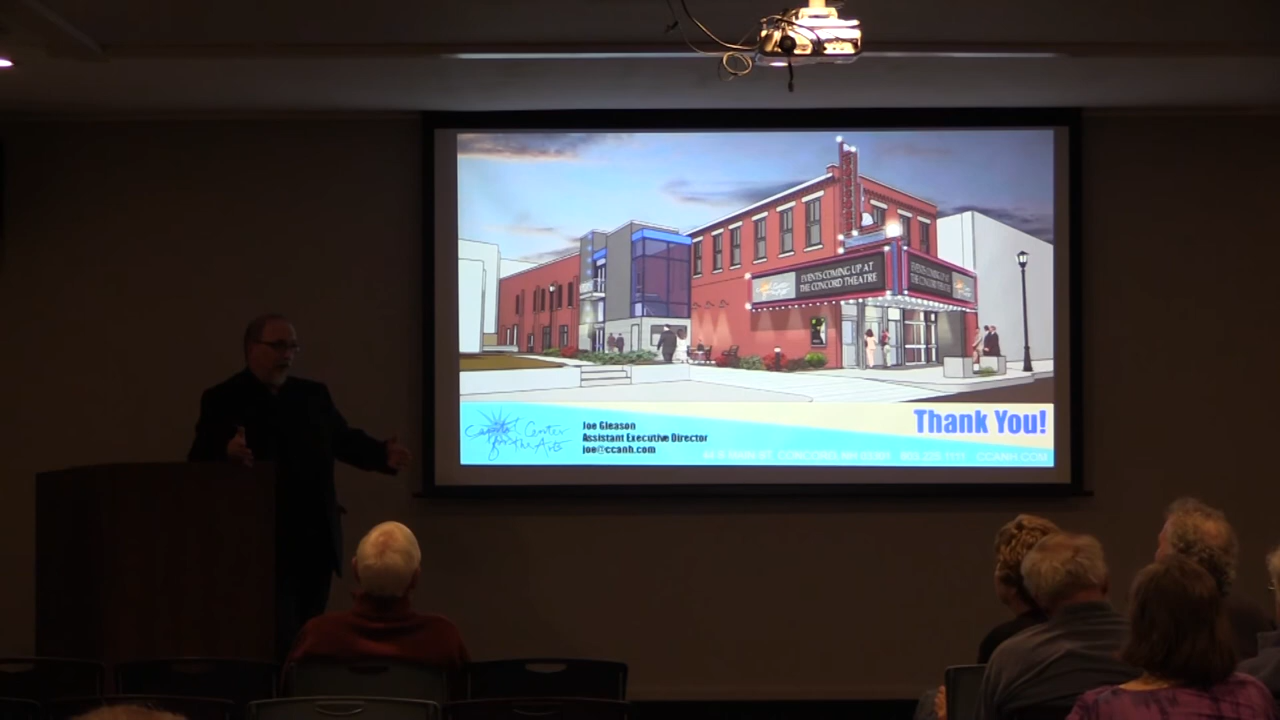 EVENTS COMING UP AT
THE CONCORD THEATRE
EVENTS COMING UP AT
THE CONCORD THEATRE
Capitol Center
for the Arts
Joe Gleason
Assistant Executive Director
joe@ccanh.com
Thank You!
CCANH.COM